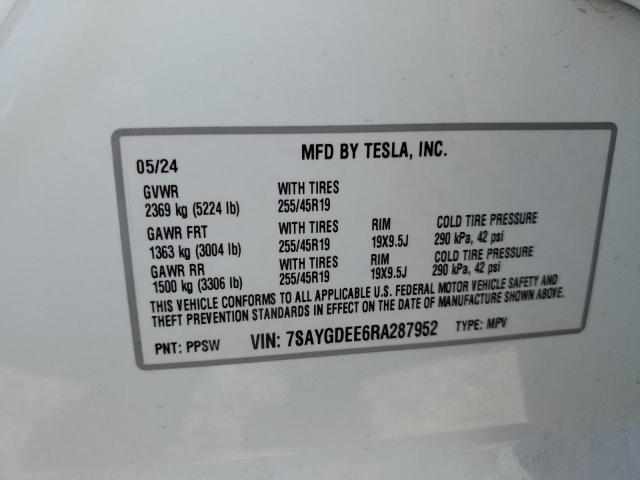 MFD BY TESLA, INC.
05/24
GVWR WITH TIRES
2369 kg (5224 lb) 255/45R19
GAWR FRT WITH TIRES RIM COLD TIRE PRESSURE
1363 kg (3004 lb) 255/45R19 19X9.5J 290 kPa, 42 psi
GAWR RR WITH TIRES RIM COLD TIRE PRESSURE
1500 kg (3306 lb) 255/45R19 19X9.5J 290 kPa, 42 psi
THIS VEHICLE CONFORMS TO ALL APPLICABLE U.S. FEDERAL MOTOR VEHICLE SAFETY AND
THEFT PREVENTION STANDARDS IN EFFECT ON THE DATE OF MANUFACTURE SHOWN ABOVE.
PNT: PPSW VIN: 7SAYGDEE6RA287952 TYPE: MPV